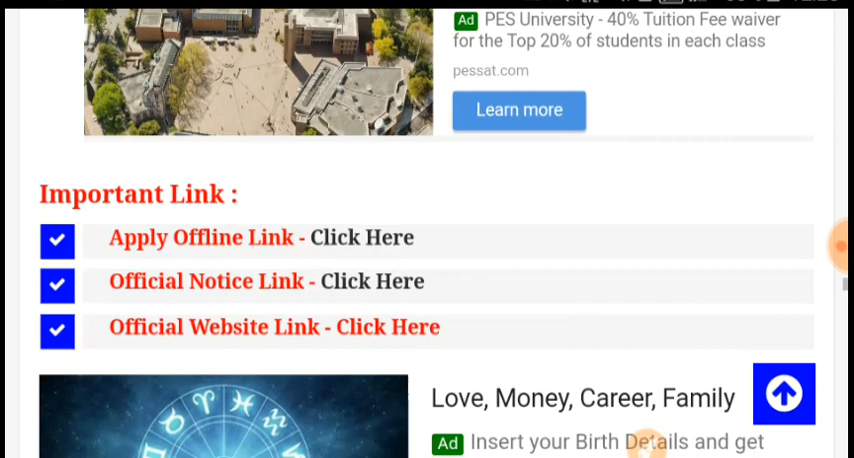 Ad PES University - 40% Tuition Fee waiver
for the Top 20% of students in each class
pessat.com
Learn more
Important Link :
Apply Offline Link - Click Here
Official Notice Link - Click Here
Official Website Link - Click Here
Love, Money, Career, Family
Ad Insert your Birth Details and get